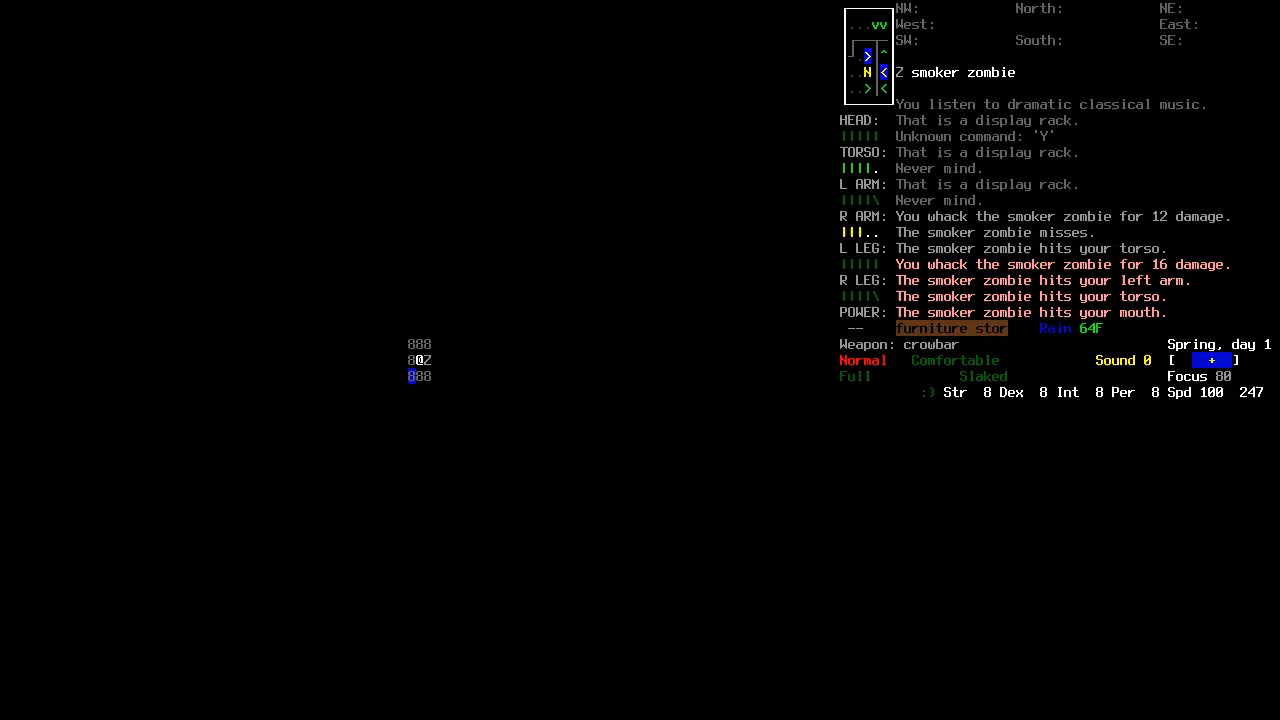 NW: North: NE:
...vv West: East:
SW: South: SE:
> ^
..N < Z smoker zombie
..> <
You listen to dramatic classical music.
HEAD: That is a display rack.
||||| Unknown command: 'Y'
TORSO: That is a display rack.
||||. Never mind.
L ARM: That is a display rack.
||||\ Never mind.
R ARM: You whack the smoker zombie for 12 damage.
|||.. The smoker zombie misses.
L LEG: The smoker zombie hits your torso.
||||| You whack the smoker zombie for 16 damage.
R LEG: The smoker zombie hits your left arm.
||||\ The smoker zombie hits your torso.
POWER: The smoker zombie hits your mouth.
-- furniture stor Rain 64F
888 Weapon: crowbar Spring, day 1
8@Z Normal Comfortable Sound 0 [ + ]
888 Full Slaked Focus 80
:) Str 8 Dex 8 Int 8 Per 8 Spd 100 247